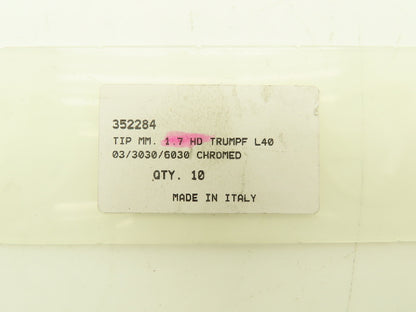 352284
TIP MM. 1.7 HD TRUMPF L40
03/3030/6030 CHROMED
QTY. 10
MADE IN ITALY